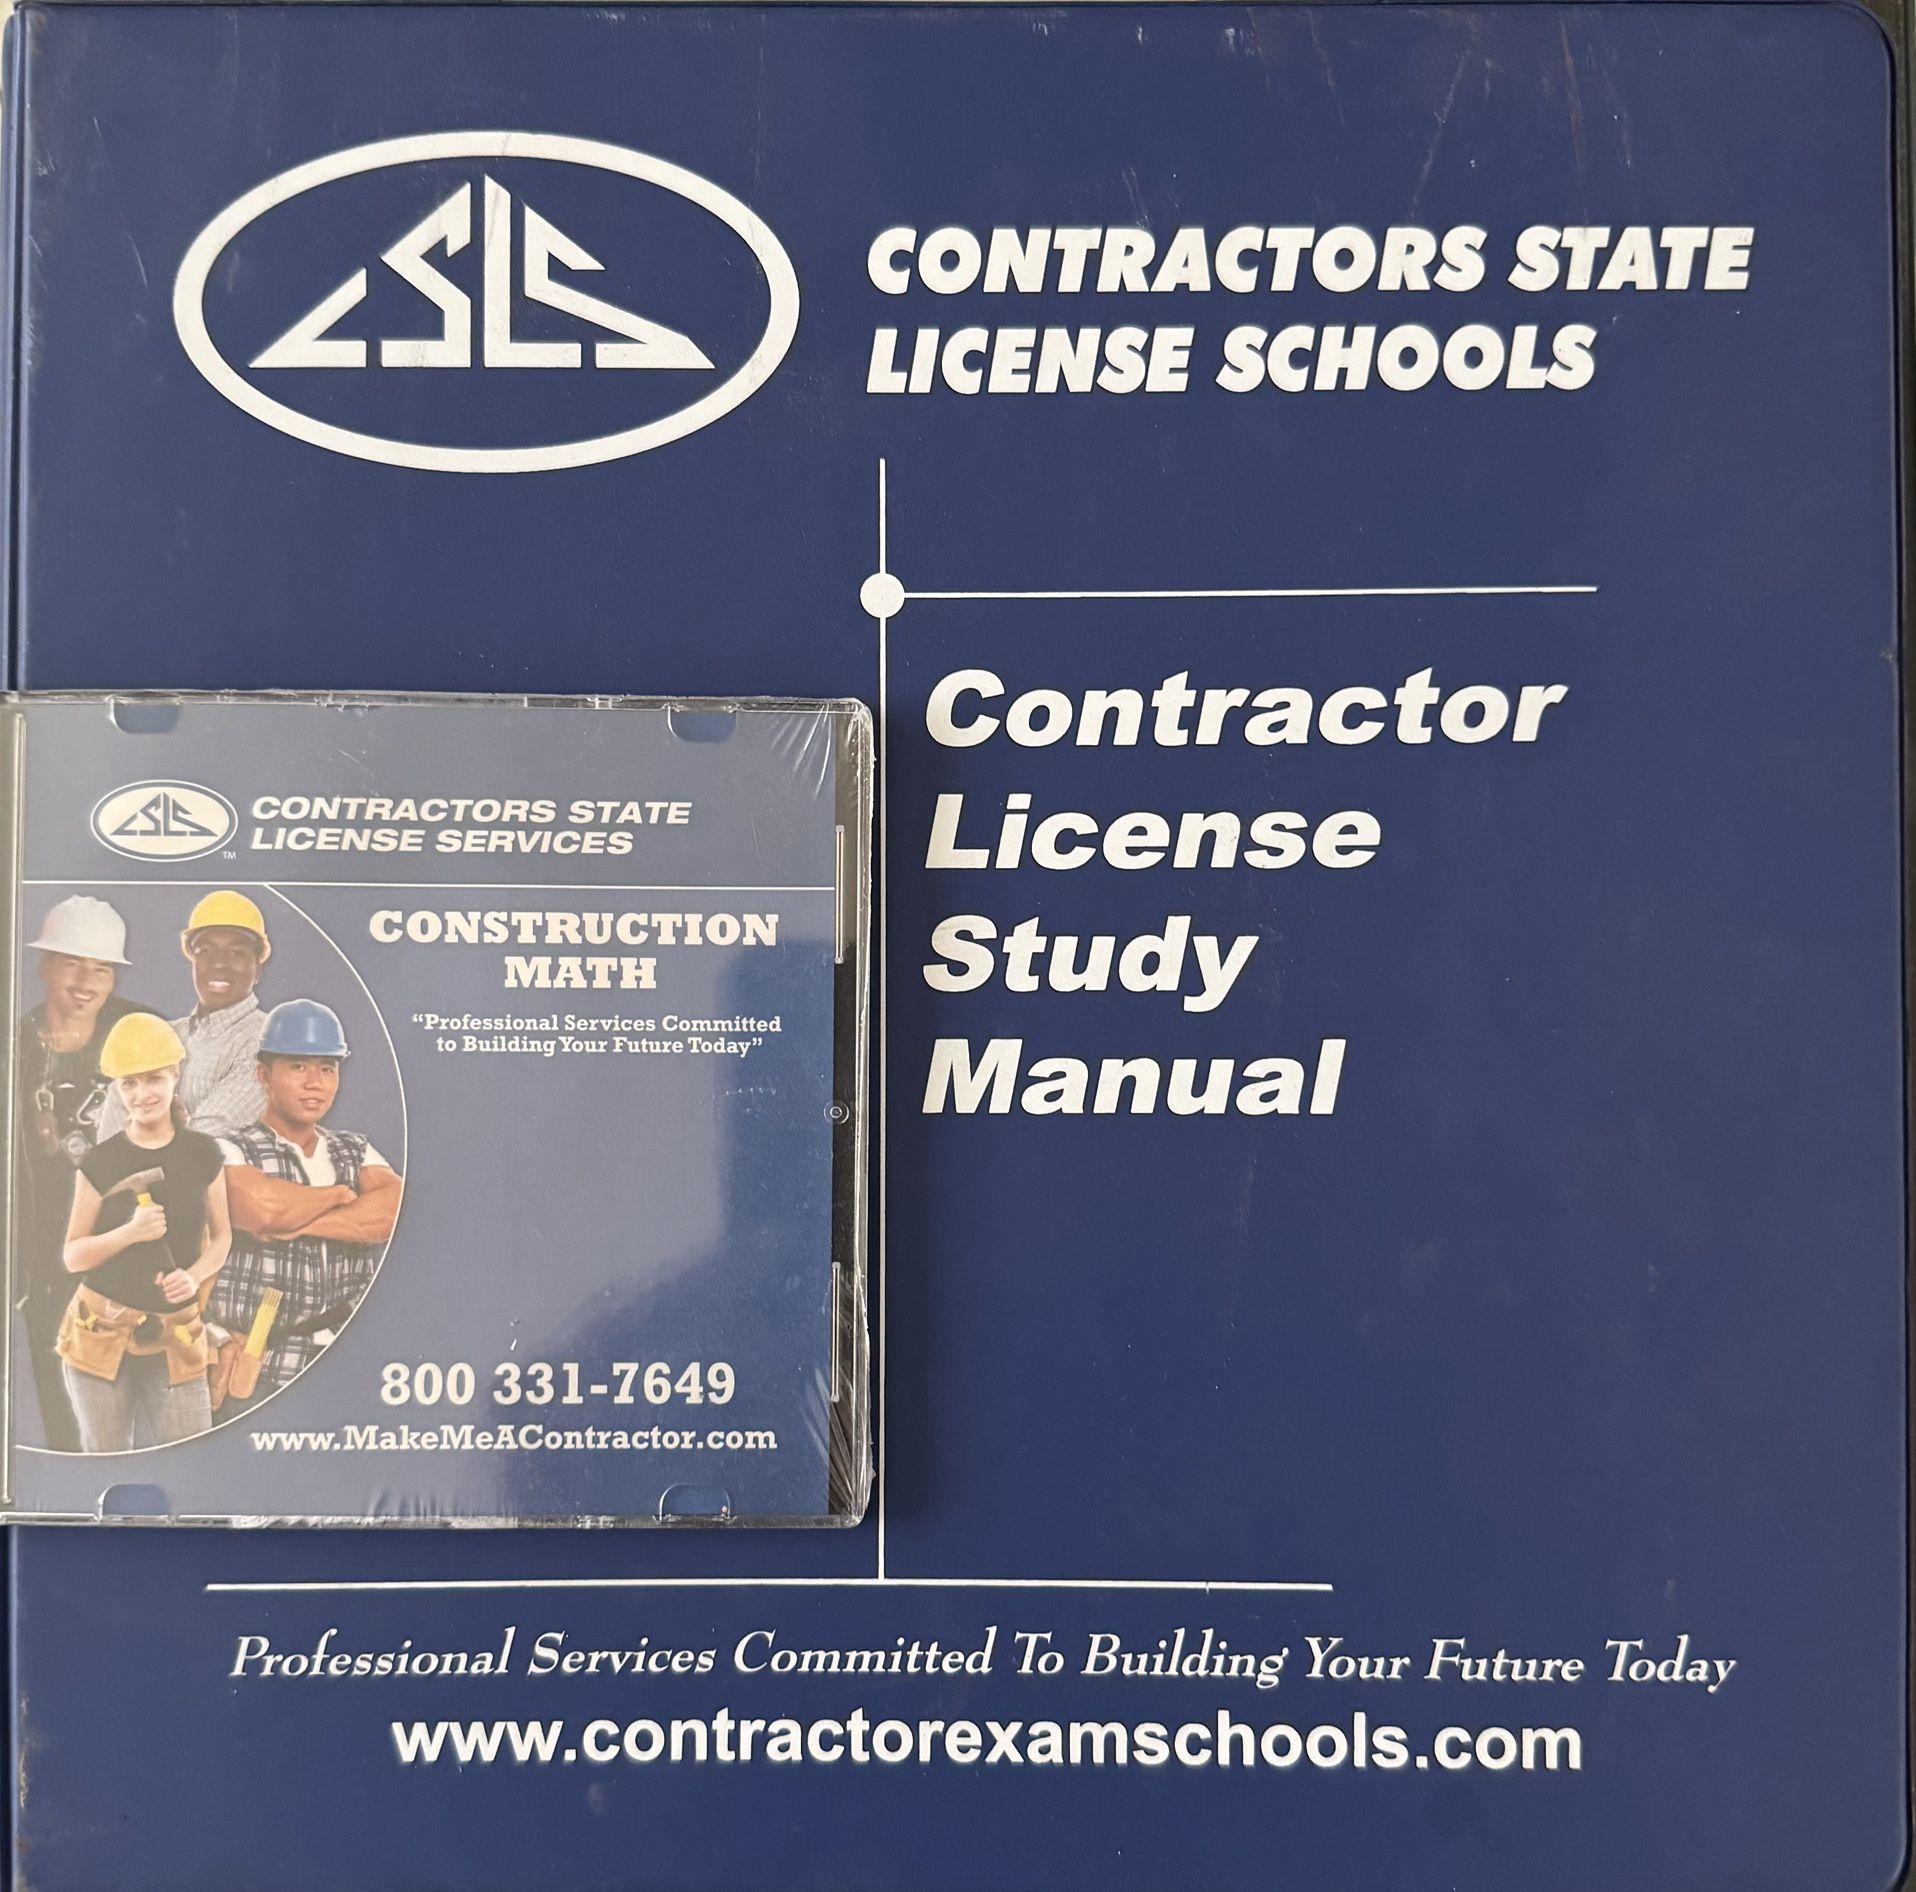 CSLS
CONTRACTORS STATE
LICENSE SCHOOLS
Contractor
License
Study
Manual
CSLS
TM
CONTRACTORS STATE
LICENSE SERVICES
CONSTRUCTION
MATH
“Professional Services Committed
to Building Your Future Today”
800 331-7649
www.MakeMeAContractor.com
Professional Services Committed To Building Your Future Today
www.contractorexamschools.com